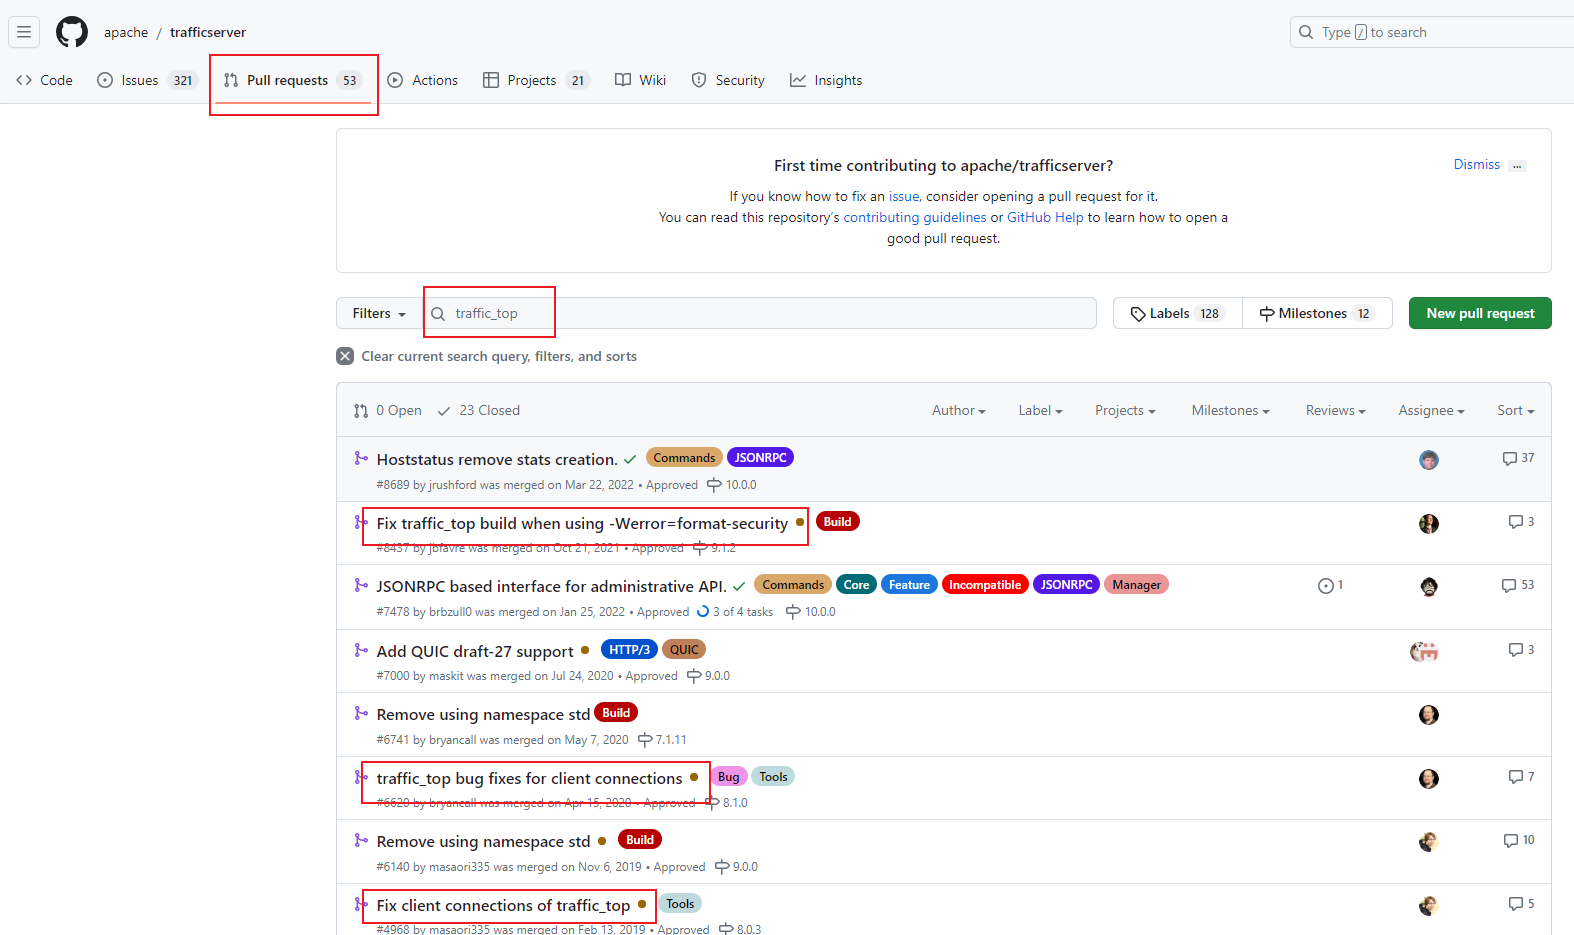 apache / trafficserver
Type / to search
Code Issues 321 Pull requests 53 Actions Projects 21 Wiki Security Insights
First time contributing to apache/trafficserver?
Dismiss ...
If you know how to fix an issue, consider opening a pull request for it.
You can read this repository's contributing guidelines or GitHub Help to learn how to open a
good pull request.
Filters traffic_top Labels 128 Milestones 12 New pull request
Clear current search query, filters, and sorts
0 Open 23 Closed Author Label Projects Milestones Reviews Assignee Sort
Hoststatus remove stats creation. Commands JSONRPC 37
#8689 by jrushford was merged on Mar 22, 2022 • Approved 10.0.0
Fix traffic_top build when using -Werror=format-security Build 3
#8437 by jbfavre was merged on Oct 21, 2021 • Approved 9.1.2
JSONRPC based interface for administrative API. Commands Core Feature Incompatible JSONRPC Manager 1 53
#7478 by brbzull0 was merged on Jan 25, 2022 • Approved 3 of 4 tasks 10.0.0
Add QUIC draft-27 support HTTP/3 QUIC 3
#7000 by maskit was merged on Jul 24, 2020 • Approved 9.0.0
Remove using namespace std Build
#6741 by bryancall was merged on May 7, 2020 7.1.11
traffic_top bug fixes for client connections Bug Tools 7
#6620 by bryancall was merged on Apr 15, 2020 • Approved 8.1.0
Remove using namespace std Build 10
#6140 by masaori335 was merged on Nov 6, 2019 • Approved 9.0.0
Fix client connections of traffic_top Tools 5
#4968 by masaori335 was merged on Feb 13, 2019 • Approved 8.0.3